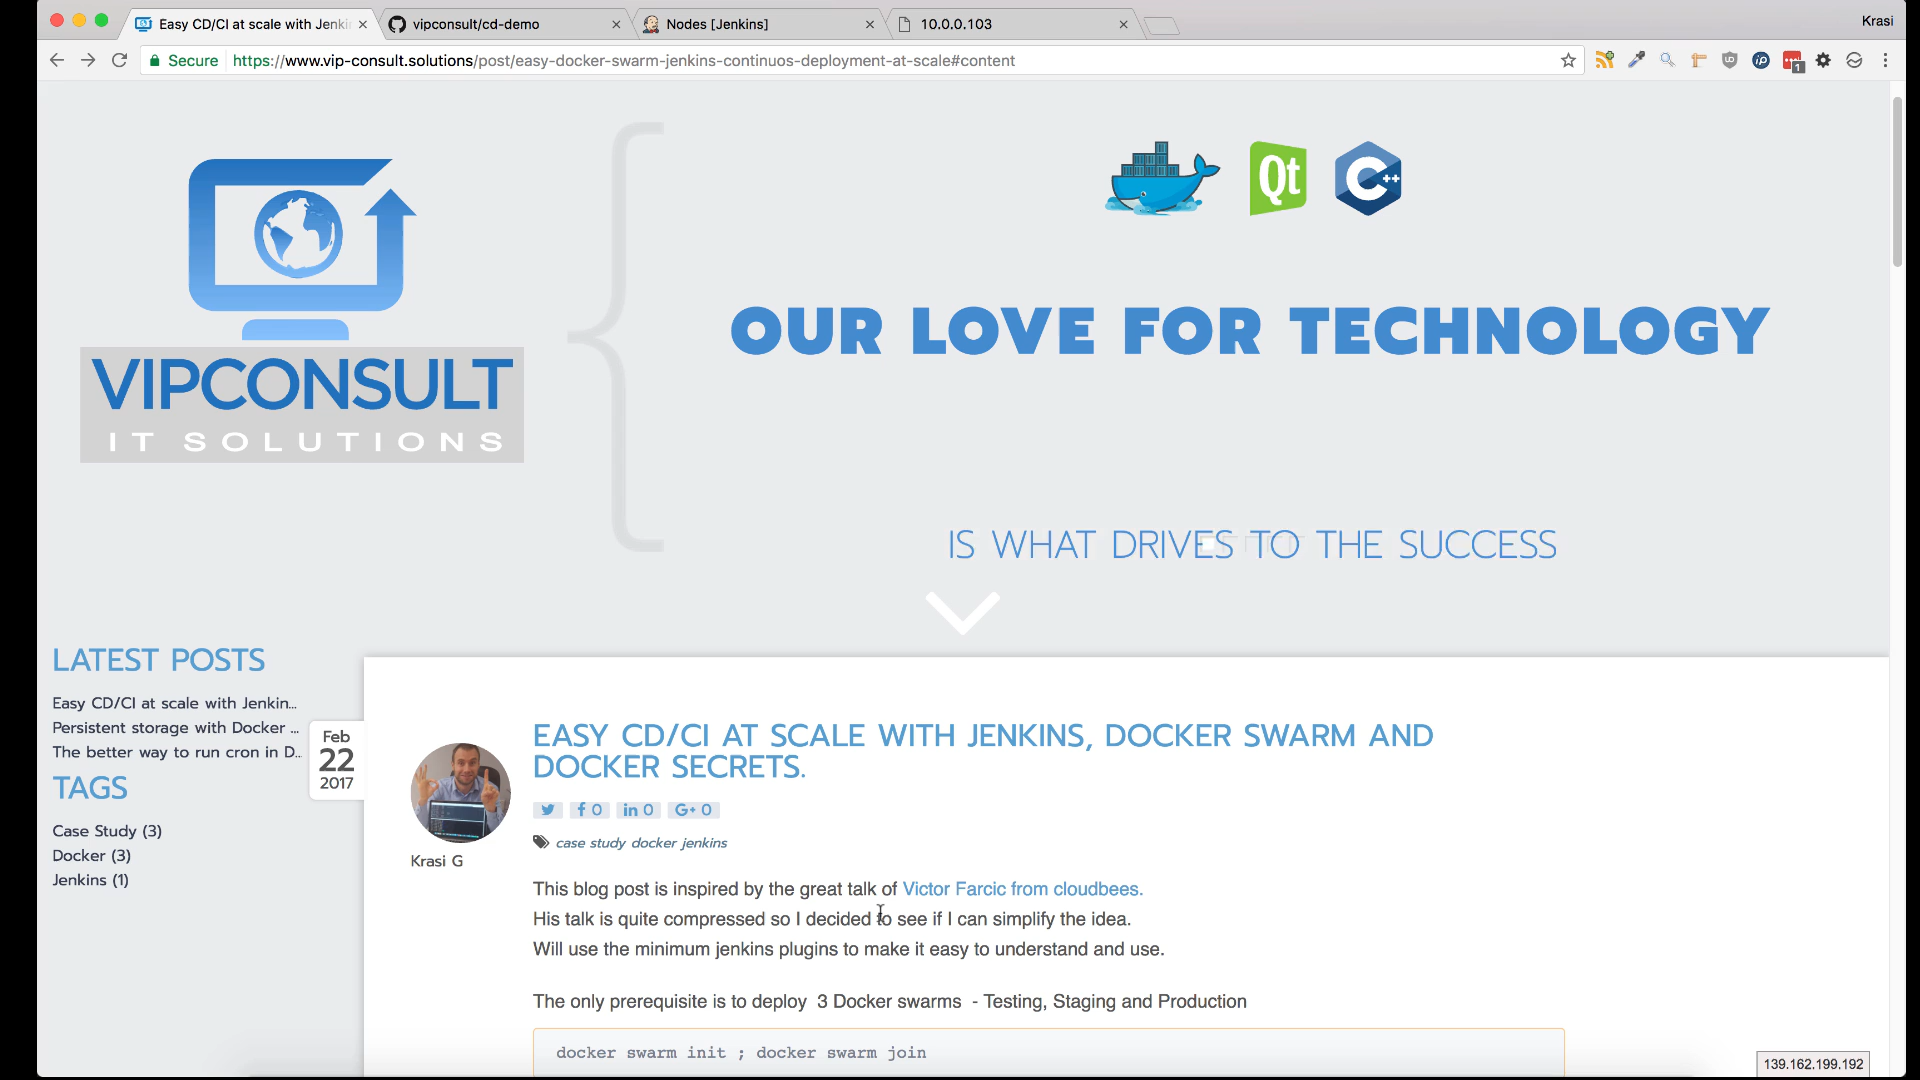 Easy CD/CI at scale with Jenki
vipconsult/cd-demo
Nodes [Jenkins]
10.0.0.103
Krasi
Secure
https://www.vip-consult.solutions/post/easy-docker-swarm-jenkins-continuos-deployment-at-scale#content
1
Qt
C++
VIPCONSULT
IT SOLUTIONS
OUR LOVE FOR TECHNOLOGY
IS WHAT DRIVES TO THE SUCCESS
LATEST POSTS
Easy CD/CI at scale with Jenkin...
Persistent storage with Docker ...
The better way to run cron in D...
TAGS
Case Study (3)
Docker (3)
Jenkins (1)
Feb
22
2017
Krasi G
EASY CD/CI AT SCALE WITH JENKINS, DOCKER SWARM AND
DOCKER SECRETS.
f 0
in 0
G+ 0
case study docker jenkins
This blog post is inspired by the great talk of Victor Farcic from cloudbees.
His talk is quite compressed so I decided to see if I can simplify the idea.
Will use the minimum jenkins plugins to make it easy to understand and use.
The only prerequisite is to deploy 3 Docker swarms - Testing, Staging and Production
docker swarm init ; docker swarm join
139.162.199.192